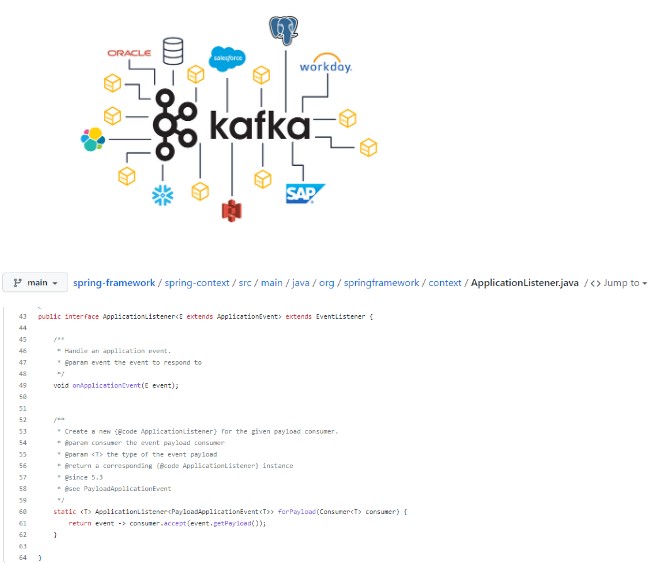 ORACLE
salesforce
workday.
kafka
SAP
main spring-framework / spring-context / src / main / java / org / springframework / context / ApplicationListener.java / <> Jump to
43 public interface ApplicationListener<E extends ApplicationEvent> extends EventListener {
44
45 /**
46 * Handle an application event.
47 * @param event the event to respond to
48 */
49 void onApplicationEvent(E event);
50
51
52 /**
53 * Create a new {@code ApplicationListener} for the given payload consumer.
54 * @param consumer the event payload consumer
55 * @param <T> the type of the event payload
56 * @return a corresponding {@code ApplicationListener} instance
57 * @since 5.3
58 * @see PayloadApplicationEvent
59 */
60 static <T> ApplicationListener<PayloadApplicationEvent<T>> forPayload(Consumer<T> consumer) {
61 return event -> consumer.accept(event.getPayload());
62 }
63
64 }